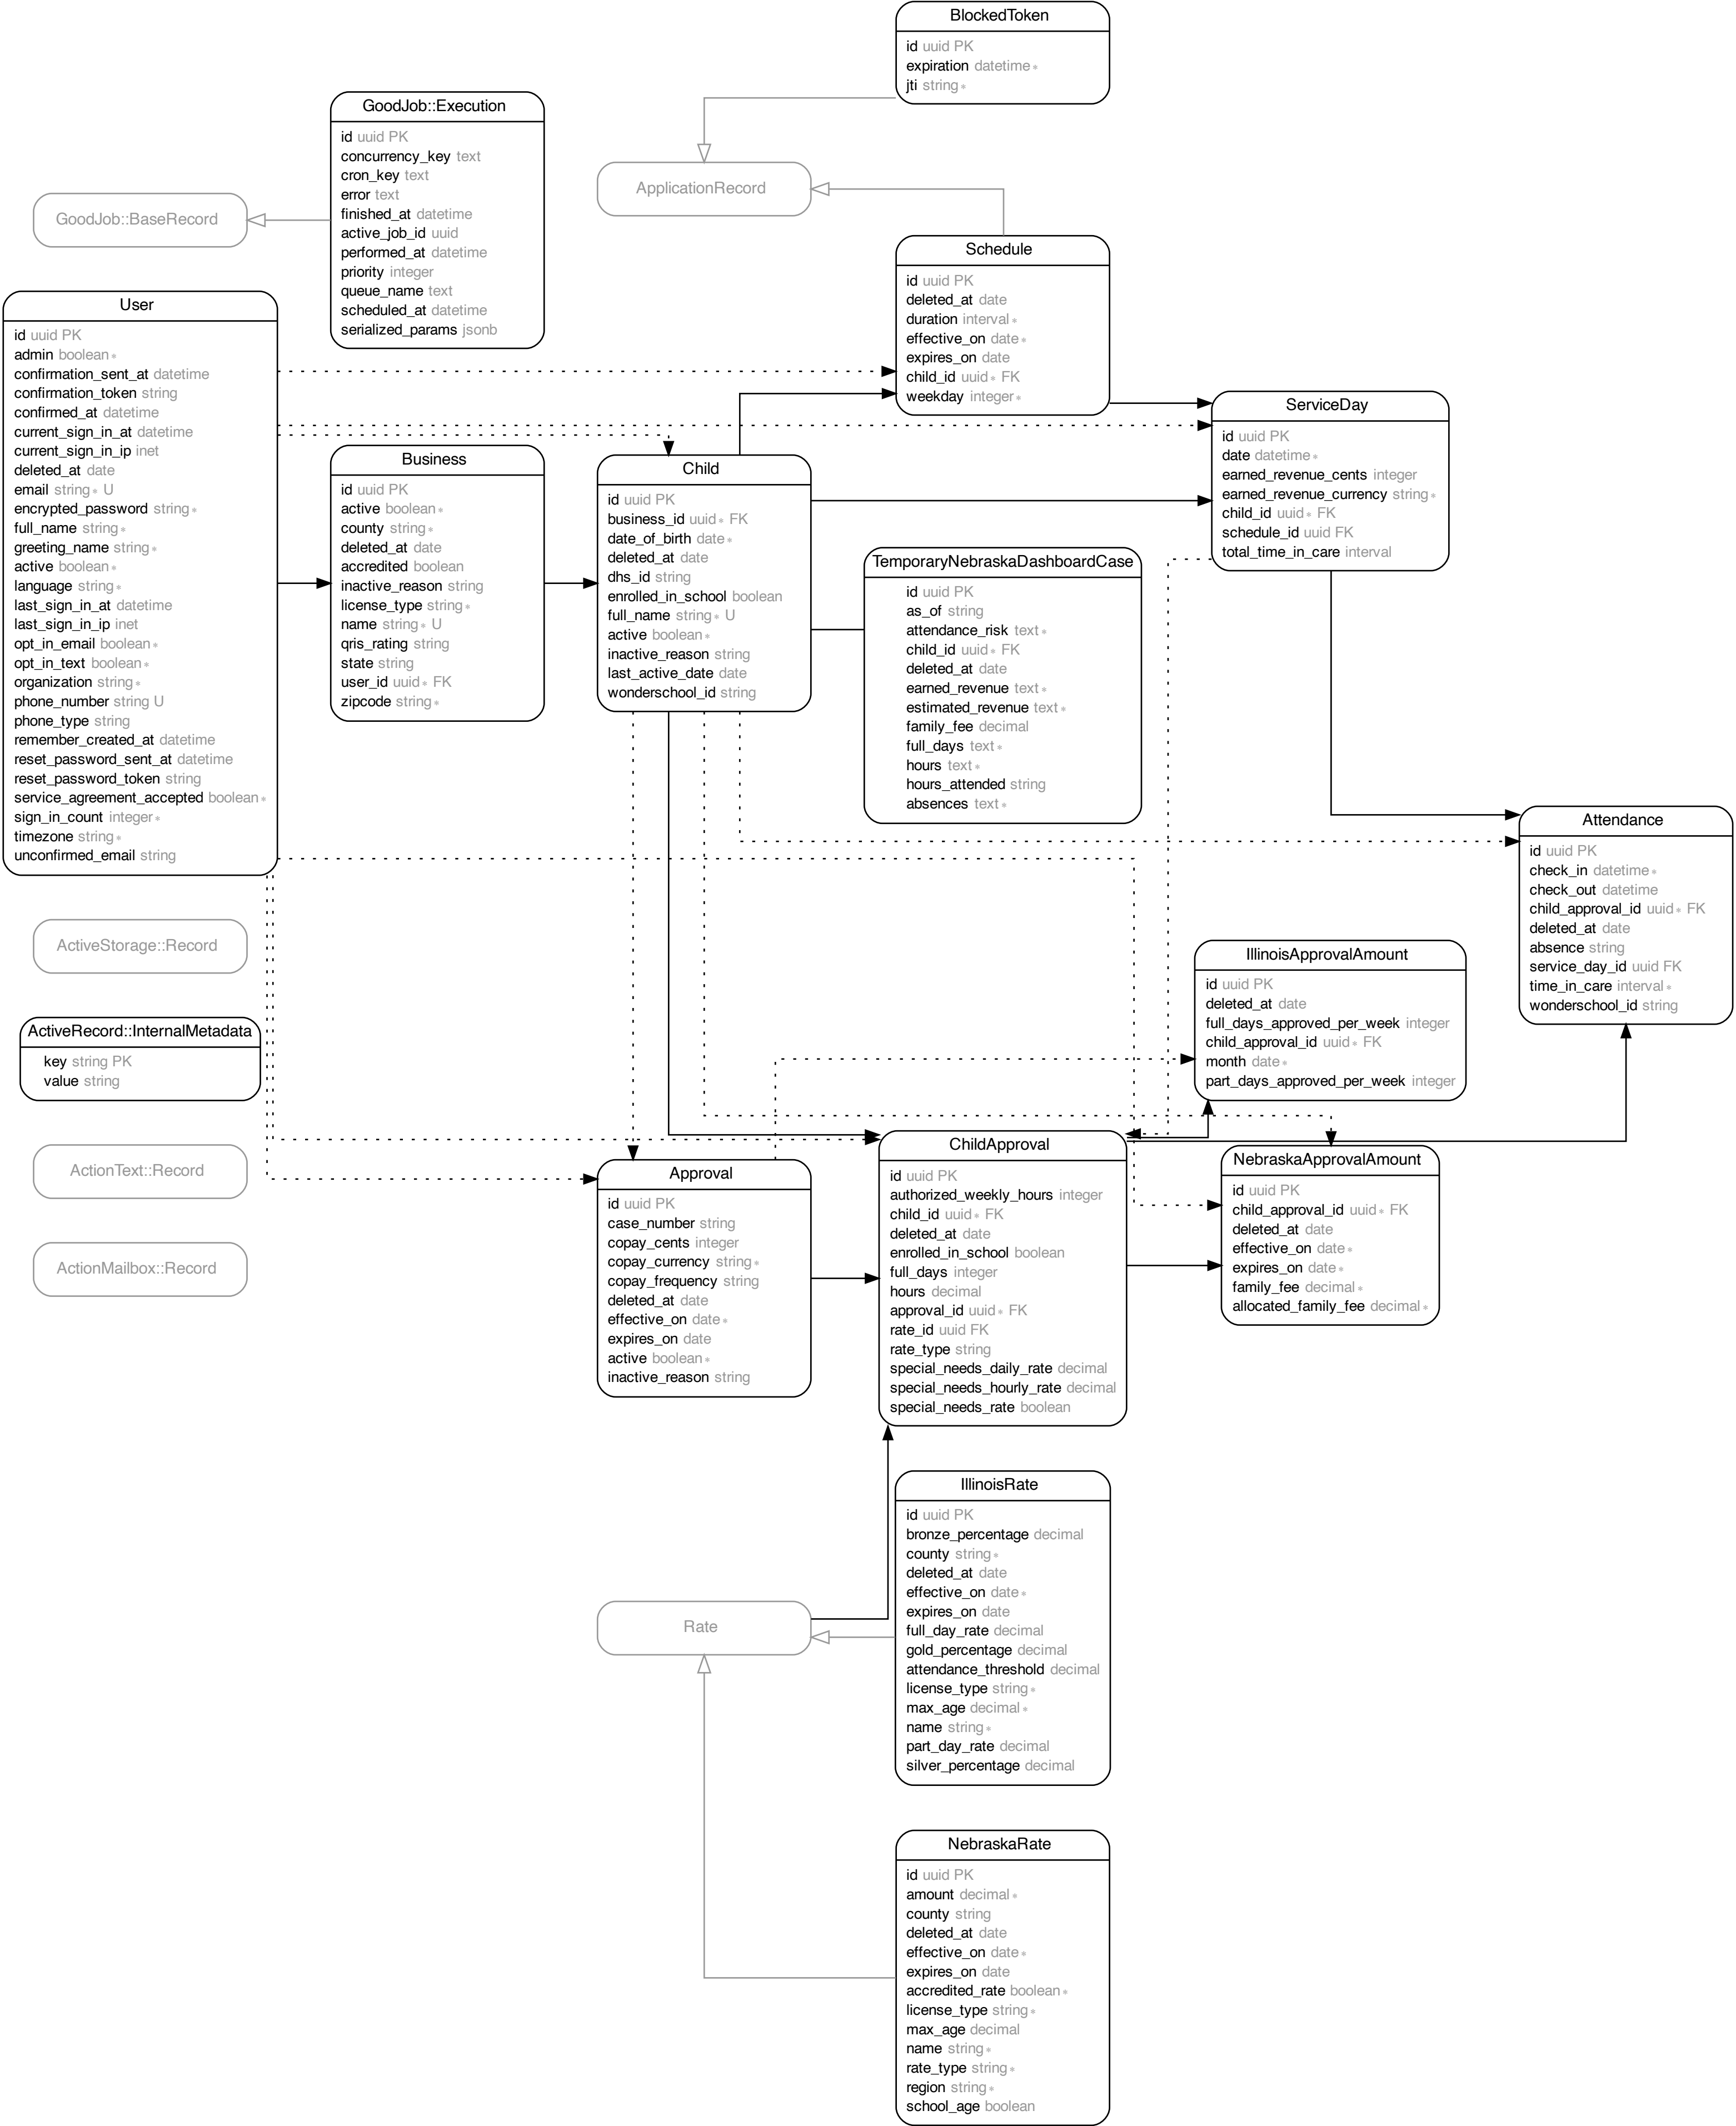 BlockedToken
id uuid PK
expiration datetime *
jti string *
GoodJob::Execution
id uuid PK
concurrency_key text
cron_key text
error text
finished_at datetime
active_job_id uuid
performed_at datetime
priority integer
queue_name text
scheduled_at datetime
serialized_params jsonb
ApplicationRecord
GoodJob::BaseRecord
Schedule
id uuid PK
deleted_at date
duration interval *
effective_on date *
expires_on date
child_id uuid * FK
weekday integer *
User
id uuid PK
admin boolean *
confirmation_sent_at datetime
confirmation_token string
confirmed_at datetime
current_sign_in_at datetime
current_sign_in_ip inet
deleted_at date
email string * U
encrypted_password string *
full_name string *
greeting_name string *
active boolean *
language string *
last_sign_in_at datetime
last_sign_in_ip inet
opt_in_email boolean *
opt_in_text boolean *
organization string *
phone_number string U
phone_type string
remember_created_at datetime
reset_password_sent_at datetime
reset_password_token string
service_agreement_accepted boolean *
sign_in_count integer *
timezone string *
unconfirmed_email string
ServiceDay
id uuid PK
date datetime *
earned_revenue_cents integer
earned_revenue_currency string *
child_id uuid * FK
schedule_id uuid FK
total_time_in_care interval
Business
id uuid PK
active boolean *
county string *
deleted_at date
accredited boolean
inactive_reason string
license_type string *
name string * U
qris_rating string
state string
user_id uuid * FK
zipcode string *
Child
id uuid PK
business_id uuid * FK
date_of_birth date *
deleted_at date
dhs_id string
enrolled_in_school boolean
full_name string * U
active boolean *
inactive_reason string
last_active_date date
wonderschool_id string
TemporaryNebraskaDashboardCase
id uuid PK
as_of string
attendance_risk text *
child_id uuid * FK
deleted_at date
earned_revenue text *
estimated_revenue text *
family_fee decimal
full_days text *
hours text *
hours_attended string
absences text *
Attendance
id uuid PK
check_in datetime *
check_out datetime
child_approval_id uuid * FK
deleted_at date
absence string
service_day_id uuid FK
time_in_care interval *
wonderschool_id string
ActiveStorage::Record
IllinoisApprovalAmount
id uuid PK
deleted_at date
full_days_approved_per_week integer
child_approval_id uuid * FK
month date *
part_days_approved_per_week integer
ActiveRecord::InternalMetadata
key string PK
value string
ActionText::Record
ActionMailbox::Record
Approval
id uuid PK
case_number string
copay_cents integer
copay_currency string *
copay_frequency string
deleted_at date
effective_on date *
expires_on date
active boolean *
inactive_reason string
ChildApproval
id uuid PK
authorized_weekly_hours integer
child_id uuid * FK
deleted_at date
enrolled_in_school boolean
full_days integer
hours decimal
approval_id uuid * FK
rate_id uuid FK
rate_type string
special_needs_daily_rate decimal
special_needs_hourly_rate decimal
special_needs_rate boolean
NebraskaApprovalAmount
id uuid PK
child_approval_id uuid * FK
deleted_at date
effective_on date *
expires_on date *
family_fee decimal *
allocated_family_fee decimal *
IllinoisRate
id uuid PK
bronze_percentage decimal
county string *
deleted_at date
effective_on date *
expires_on date
full_day_rate decimal
gold_percentage decimal
attendance_threshold decimal
license_type string *
max_age decimal *
name string *
part_day_rate decimal
silver_percentage decimal
Rate
NebraskaRate
id uuid PK
amount decimal *
county string
deleted_at date
effective_on date *
expires_on date
accredited_rate boolean *
license_type string *
max_age decimal
name string *
rate_type string *
region string *
school_age boolean